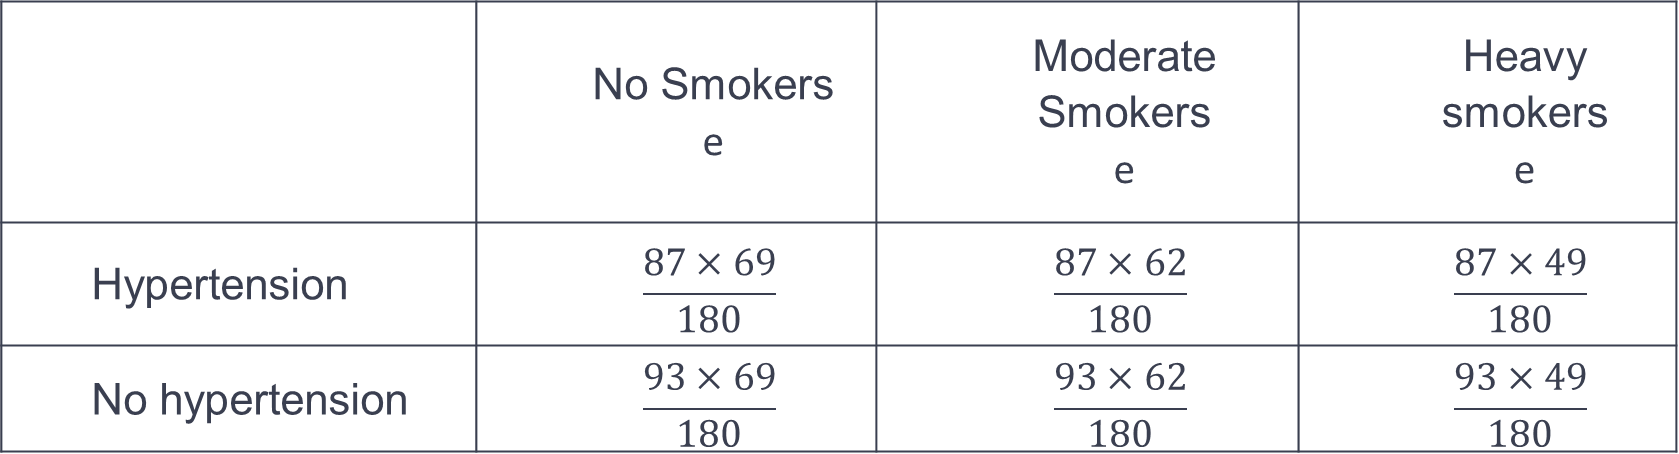 No Smokers
e
Moderate
Smokers
e
Heavy
smokers
e
Hypertension
87 × 69
180
87 × 62
180
87 × 49
180
No hypertension
93 × 69
180
93 × 62
180
93 × 49
180